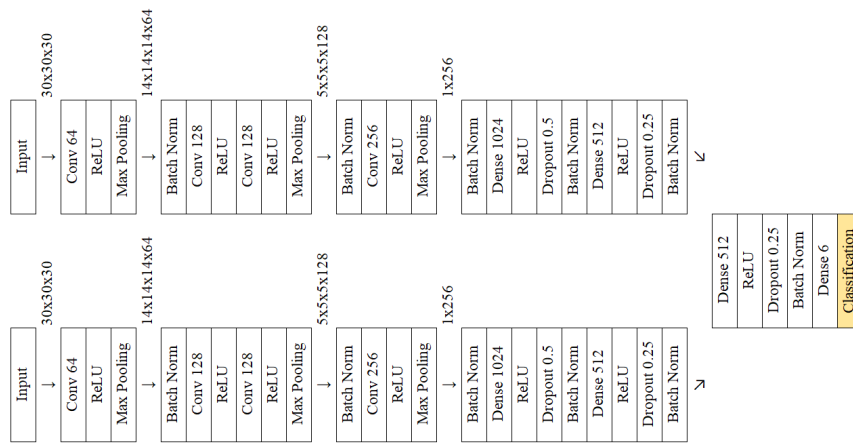 Input
30x30x30
Conv 64
ReLU
Max Pooling
14x14x14x64
Batch Norm
Conv 128
ReLU
Conv 128
ReLU
Max Pooling
5x5x5x128
Batch Norm
Conv 256
ReLU
Max Pooling
1x256
Batch Norm
Dense 1024
ReLU
Dropout 0.5
Batch Norm
Dense 512
ReLU
Dropout 0.25
Batch Norm
Input
30x30x30
Conv 64
ReLU
Max Pooling
14x14x14x64
Batch Norm
Conv 128
ReLU
Conv 128
ReLU
Max Pooling
5x5x5x128
Batch Norm
Conv 256
ReLU
Max Pooling
1x256
Batch Norm
Dense 1024
ReLU
Dropout 0.5
Batch Norm
Dense 512
ReLU
Dropout 0.25
Batch Norm
Dense 512
ReLU
Dropout 0.25
Batch Norm
Dense 6
Classification